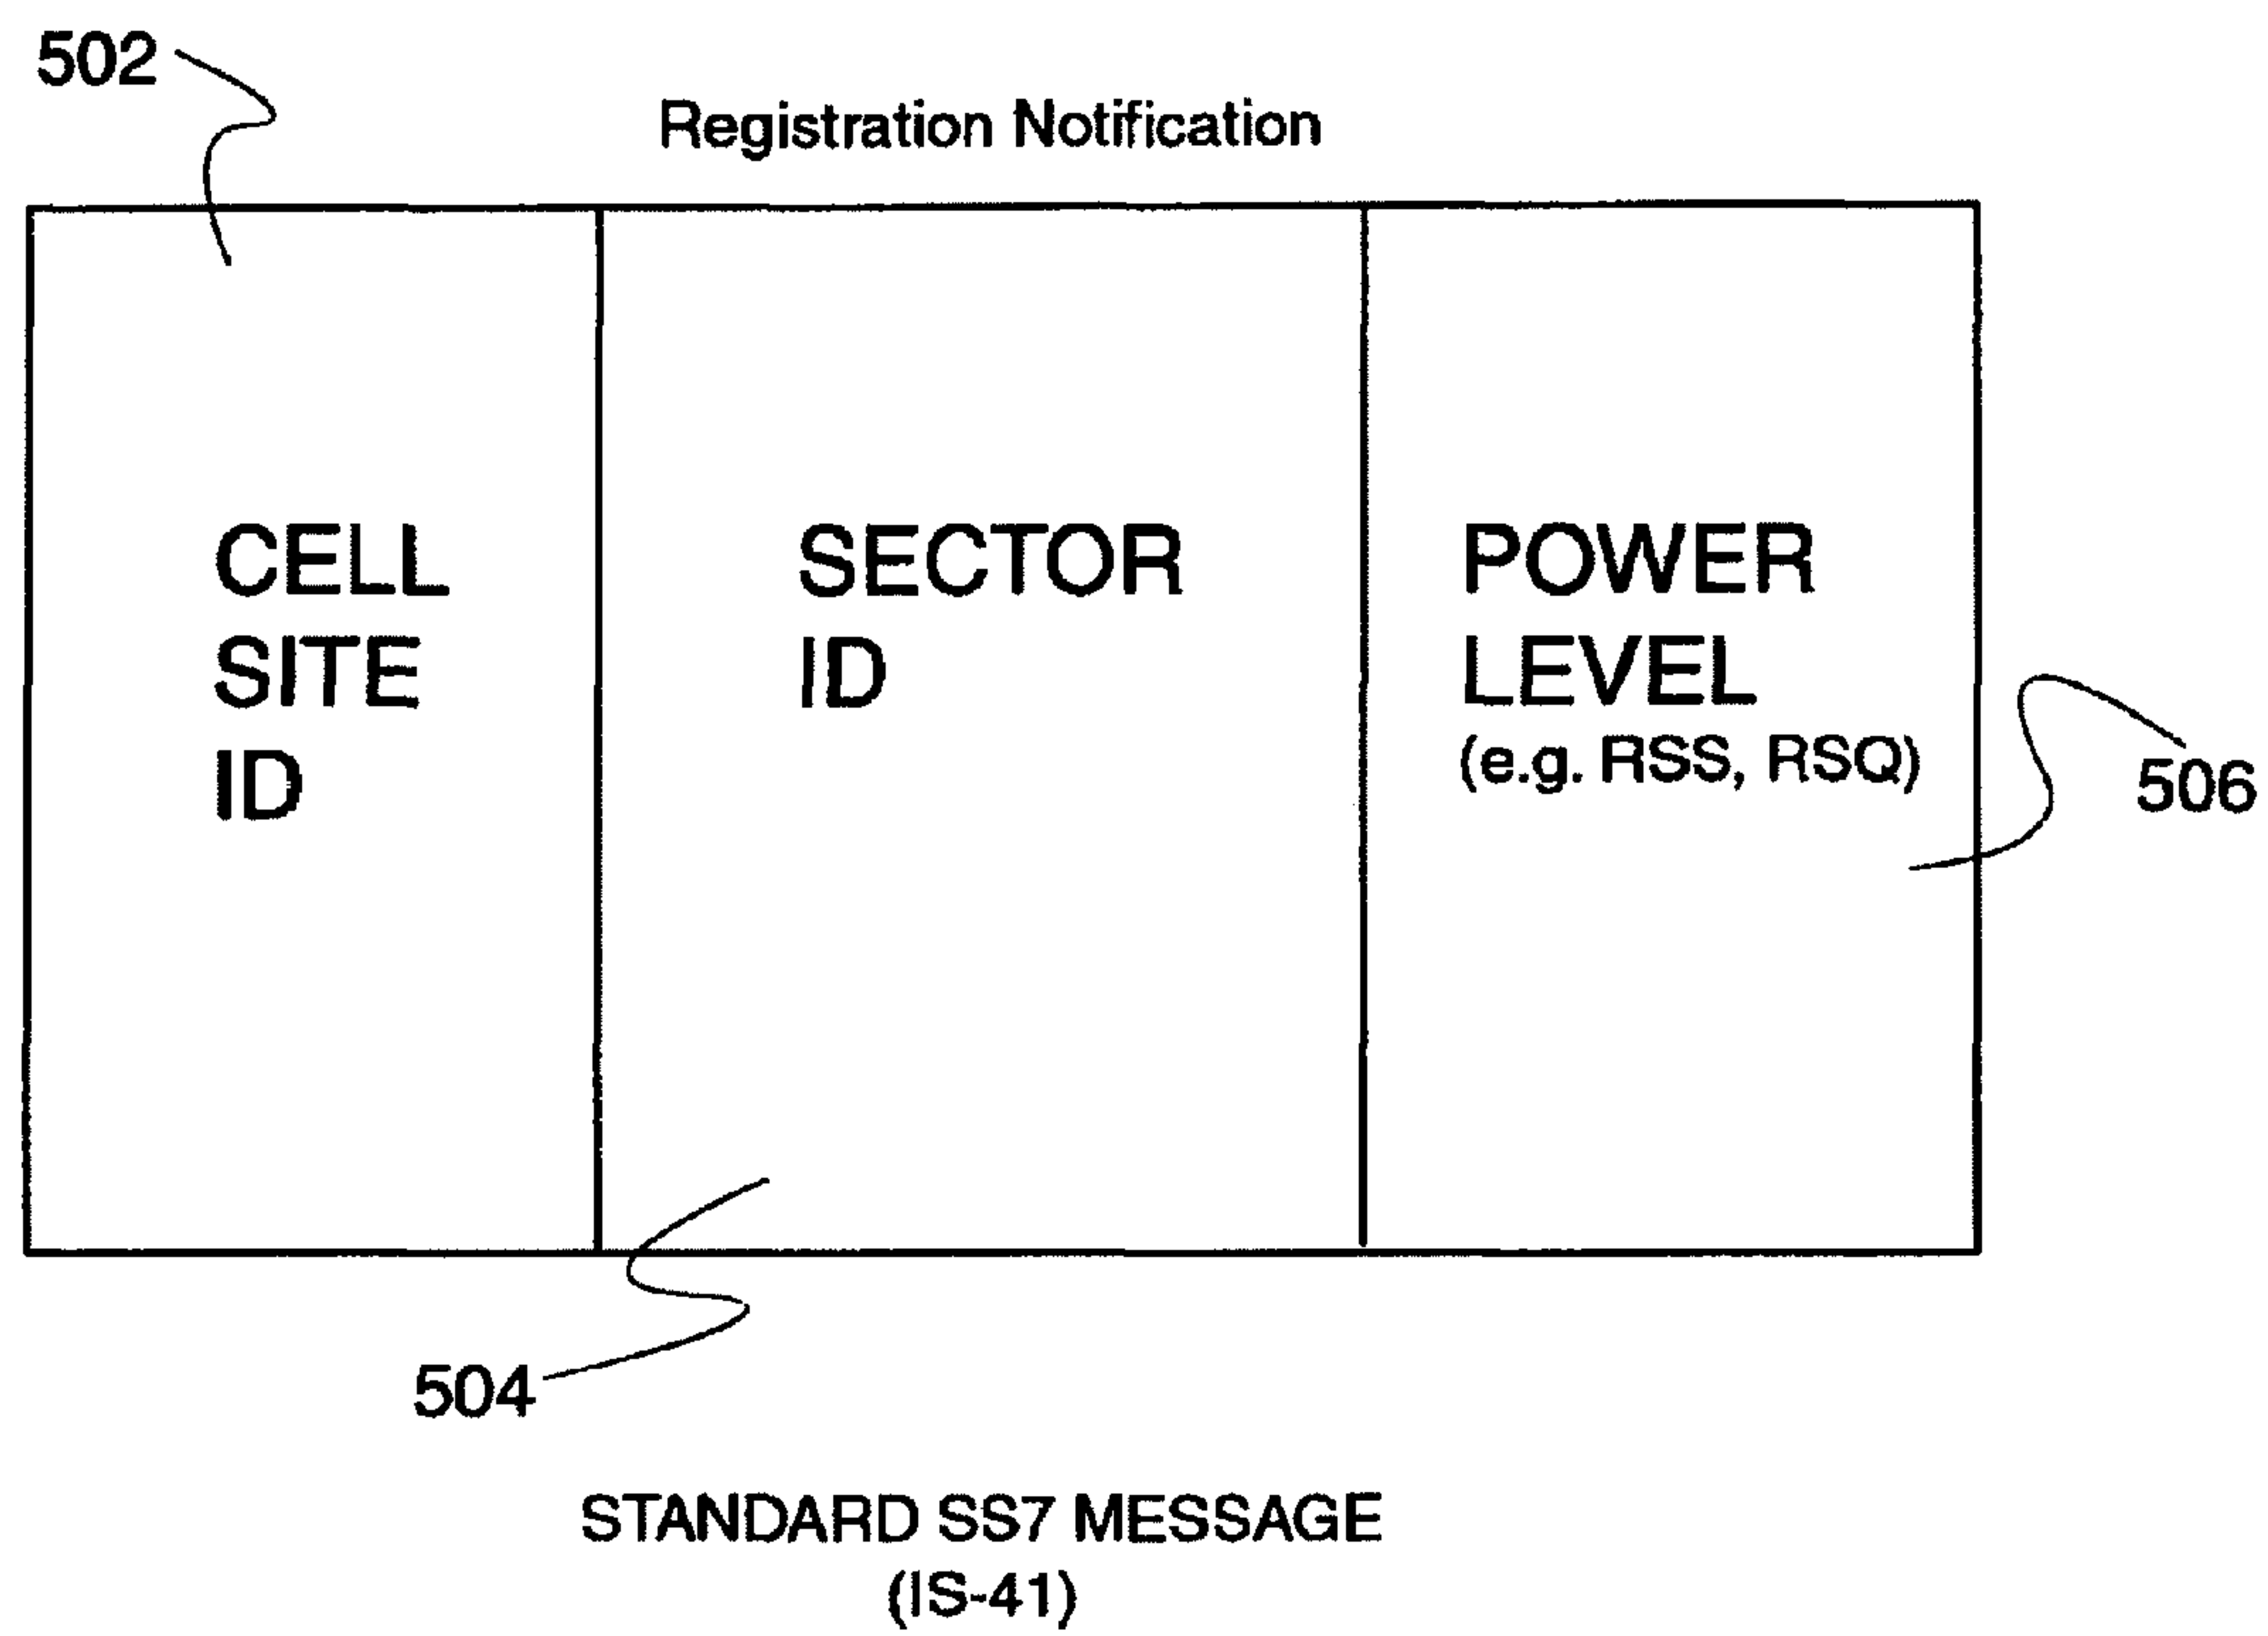 502
Registration Notification
CELL
SITE
ID
SECTOR
ID
POWER
LEVEL
(e.g. RSS, RSQ)
506
504
STANDARD SS7 MESSAGE
(IS-41)